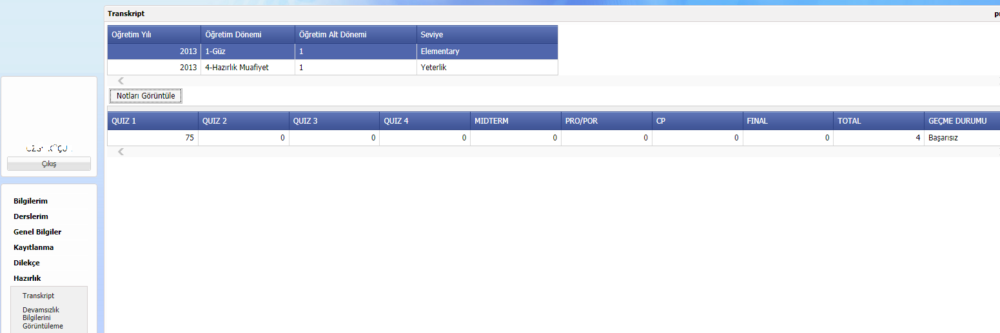 Transkript
Oğretim Yılı Öğretim Dönemi Öğretim Alt Dönemi Seviye
2013 1-Güz 1 Elementary
2013 4-Hazırlık Muafiyet 1 Yeterlik
Notları Görüntüle
QUIZ 1 QUIZ 2 QUIZ 3 QUIZ 4 MIDTERM PRO/POR CP FINAL TOTAL GEÇME DURUMU
75 0 0 0 0 0 0 0 4 Başarısız
Çıkış
Bilgilerim
Derslerim
Genel Bilgiler
Kayıtlanma
Dilekçe
Hazırlık
Transkript
Devamsızlık
Bilgilerini
Görüntüleme